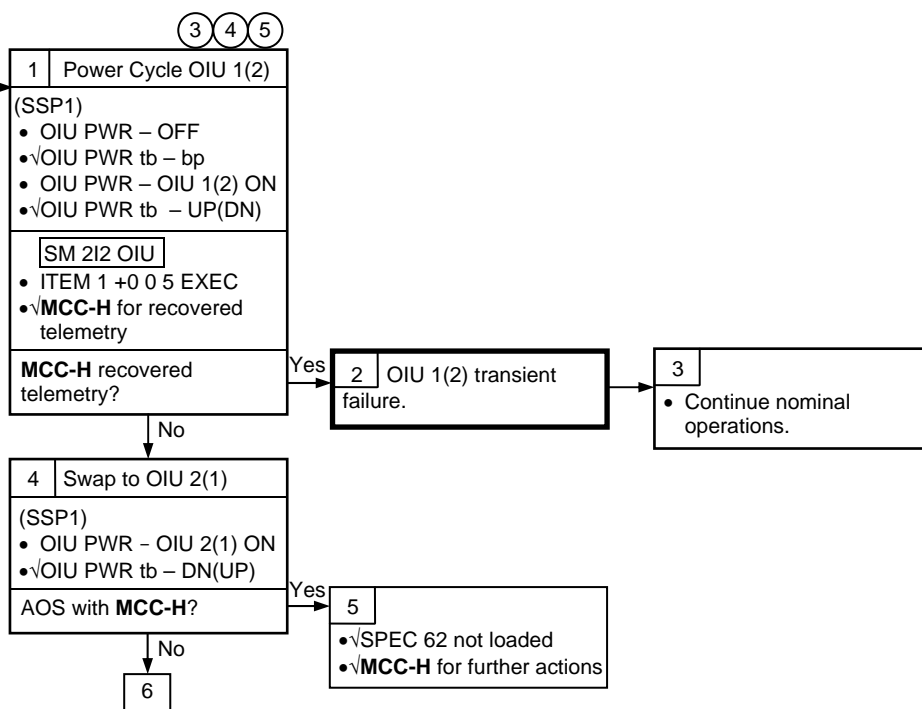 3 4 5
1 Power Cycle OIU 1(2)
(SSP1)
• OIU PWR – OFF
•√OIU PWR tb – bp
• OIU PWR – OIU 1(2) ON
•√OIU PWR tb – UP(DN)
SM 2I2 OIU
• ITEM 1 +0 0 5 EXEC
•√MCC-H for recovered
telemetry
MCC-H recovered
telemetry?
Yes
2 OIU 1(2) transient
failure.
3
• Continue nominal
operations.
No
4 Swap to OIU 2(1)
(SSP1)
• OIU PWR – OIU 2(1) ON
•√OIU PWR tb – DN(UP)
AOS with MCC-H?
Yes
5
•√SPEC 62 not loaded
•√MCC-H for further actions
No
6